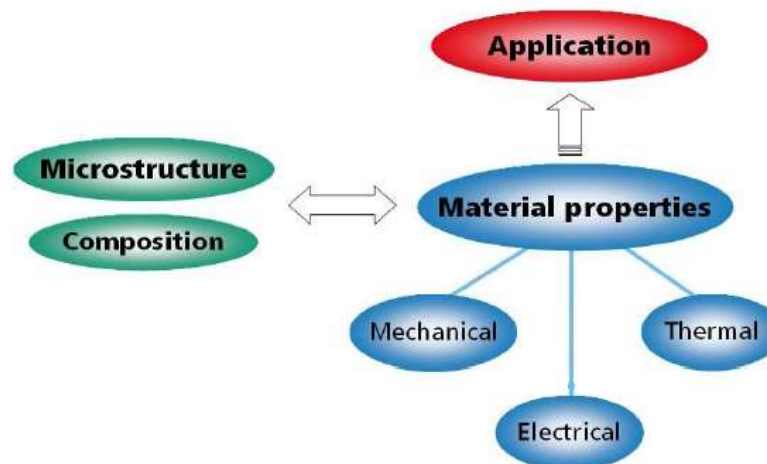 Application
Microstructure
Material properties
Composition
Mechanical
Thermal
Electrical